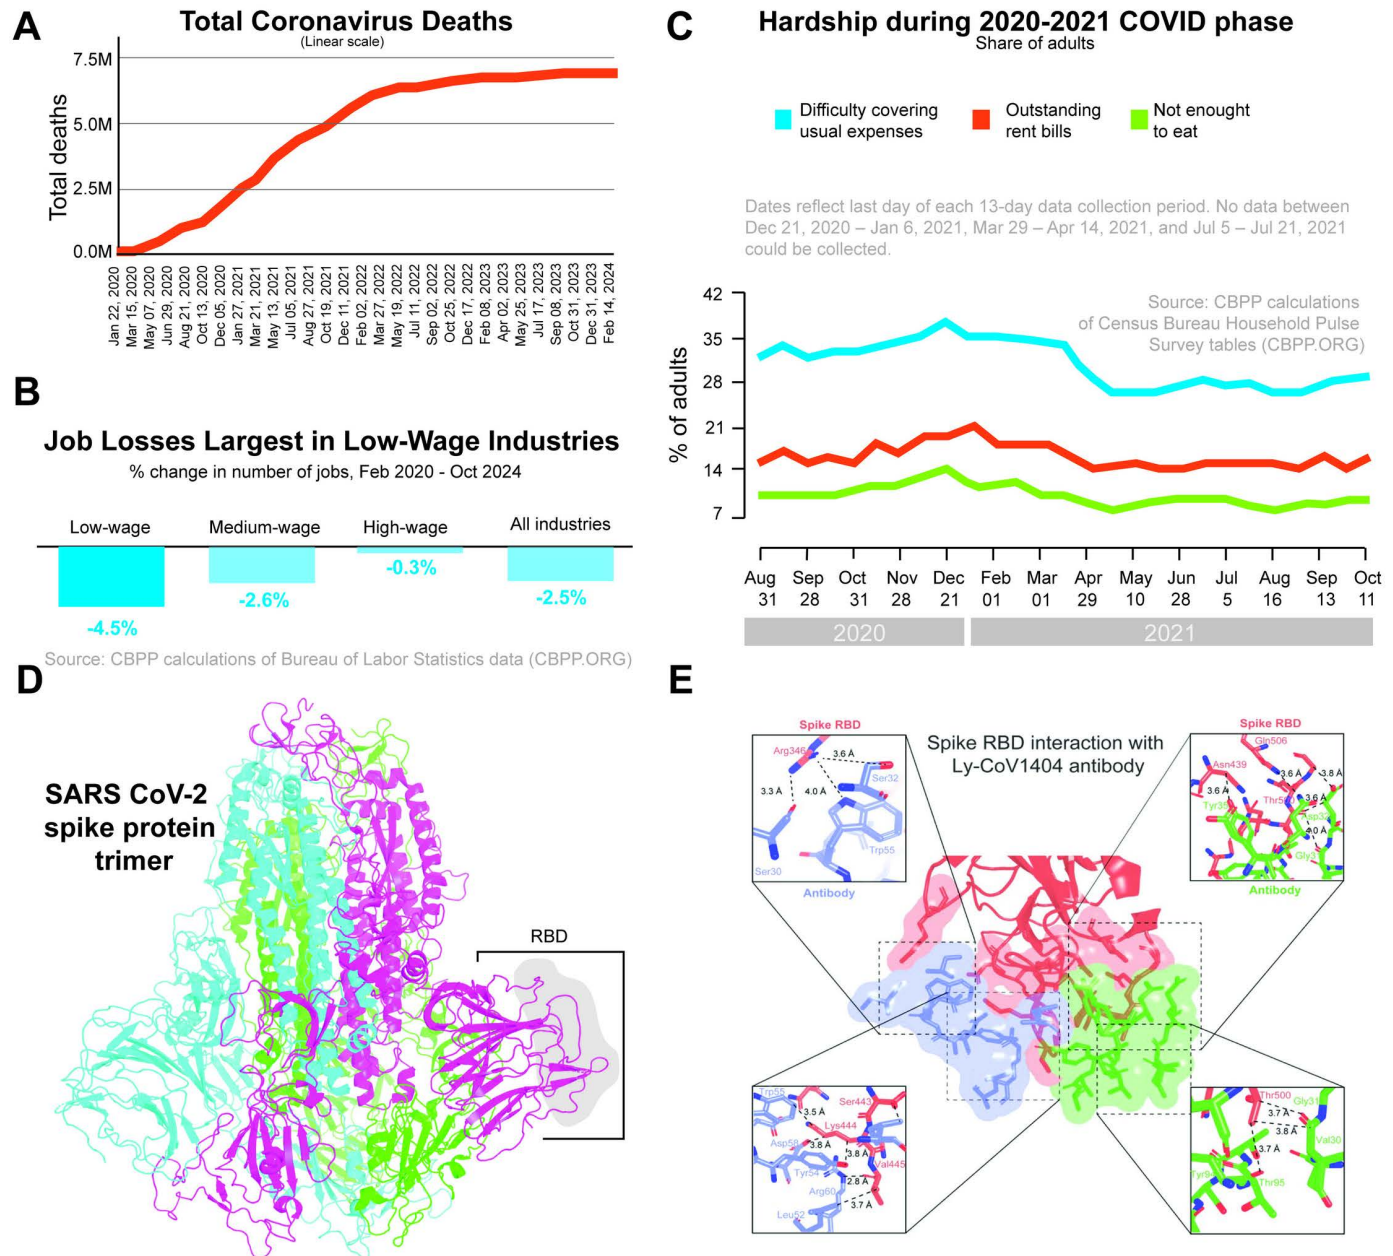 A
Total Coronavirus Deaths
(Linear scale)
Total deaths
7.5M
5.0M
2.5M
0.0M
Jan 22, 2020
Mar 15, 2020
May 07, 2020
Jun 29, 2020
Aug 21, 2020
Oct 13, 2020
Dec 05, 2020
Jan 27, 2021
Mar 21, 2021
May 13, 2021
Jul 05, 2021
Aug 27, 2021
Oct 19, 2021
Dec 11, 2021
Feb 02, 2022
Mar 27, 2022
May 19, 2022
Jul 11, 2022
Sep 02, 2022
Oct 25, 2022
Feb 08, 2023
Apr 02, 2023
May 25, 2023
Jul 17, 2023
Sep 08, 2023
Oct 31, 2023
Dec 31, 2023
Feb 14, 2024
B
Job Losses Largest in Low-Wage Industries
% change in number of jobs, Feb 2020 - Oct 2024
Low-wage
Medium-wage
High-wage
All industries
-4.5%
-2.6%
-0.3%
-2.5%
Source: CBPP calculations of Bureau of Labor Statistics data (CBPP.ORG)
C
Hardship during 2020-2021 COVID phase
Share of adults
Difficulty covering
usual expenses
Outstanding
rent bills
Not enought
to eat
Dates reflect last day of each 13-day data collection period. No data between
Dec 21, 2020 – Jan 6, 2021, Mar 29 – Apr 14, 2021, and Jul 5 – Jul 21, 2021
could be collected.
Source: CBPP calculations
of Census Bureau Household Pulse
Survey tables (CBPP.ORG)
% of adults
42
35
28
21
14
7
Aug Sep Oct Nov Dec Feb Mar Apr May Jun Jul Aug Sep Oct
31 28 31 28 21 01 01 29 10 28 5 16 13 11
2020 2021
D
SARS CoV-2
spike protein
trimer
RBD
E
Spike RBD interaction with
Ly-CoV1404 antibody
Spike RBD
Arg346
3.6 Å
Ser32
3.3 Å
4.0 Å
Trp55
Ser30
Antibody
Spike RBD
Gln506
Asn439
3.6 Å
3.8 Å
3.6 Å
3.6 Å
4.0 Å
Antibody
Trp55
Ser443
3.5 Å
Lys444
Asp58
3.8 Å
3.8 Å
Val445
Tyr54
2.8 Å
Arg60
3.7 Å
Leu52
Thr500
Gly31
3.7 Å
3.8 Å
Val30
3.7 Å
Thr95